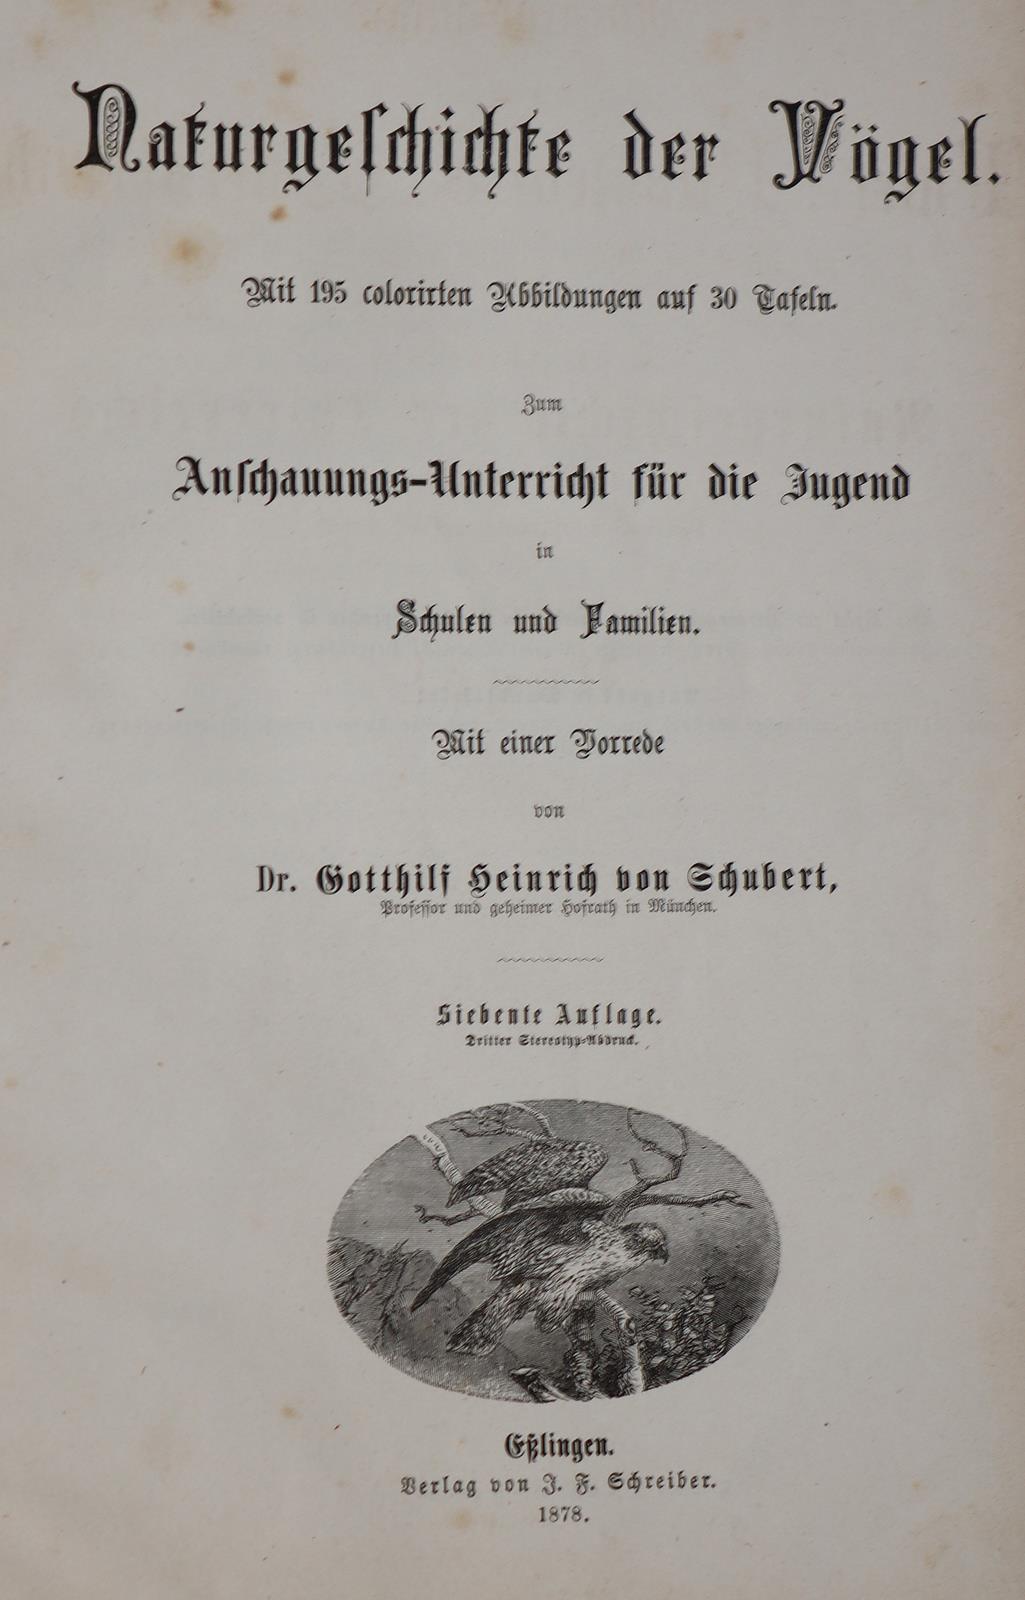 Naturgeschichte der Vögel.
Mit 195 colorirten Abbildungen auf 30 Tafeln.
Zum
Anschauungs-Unterricht für die Jugend
in
Schulen und Familien.
Mit einer Vorrede
von
Dr. Gotthilf Heinrich von Schubert,
Professor und geheimer Hofrath in München.
Siebente Auflage.
Dritter Stereotyp-Abdruck.
Eßlingen.
Verlag von J. F. Schreiber.
1878.